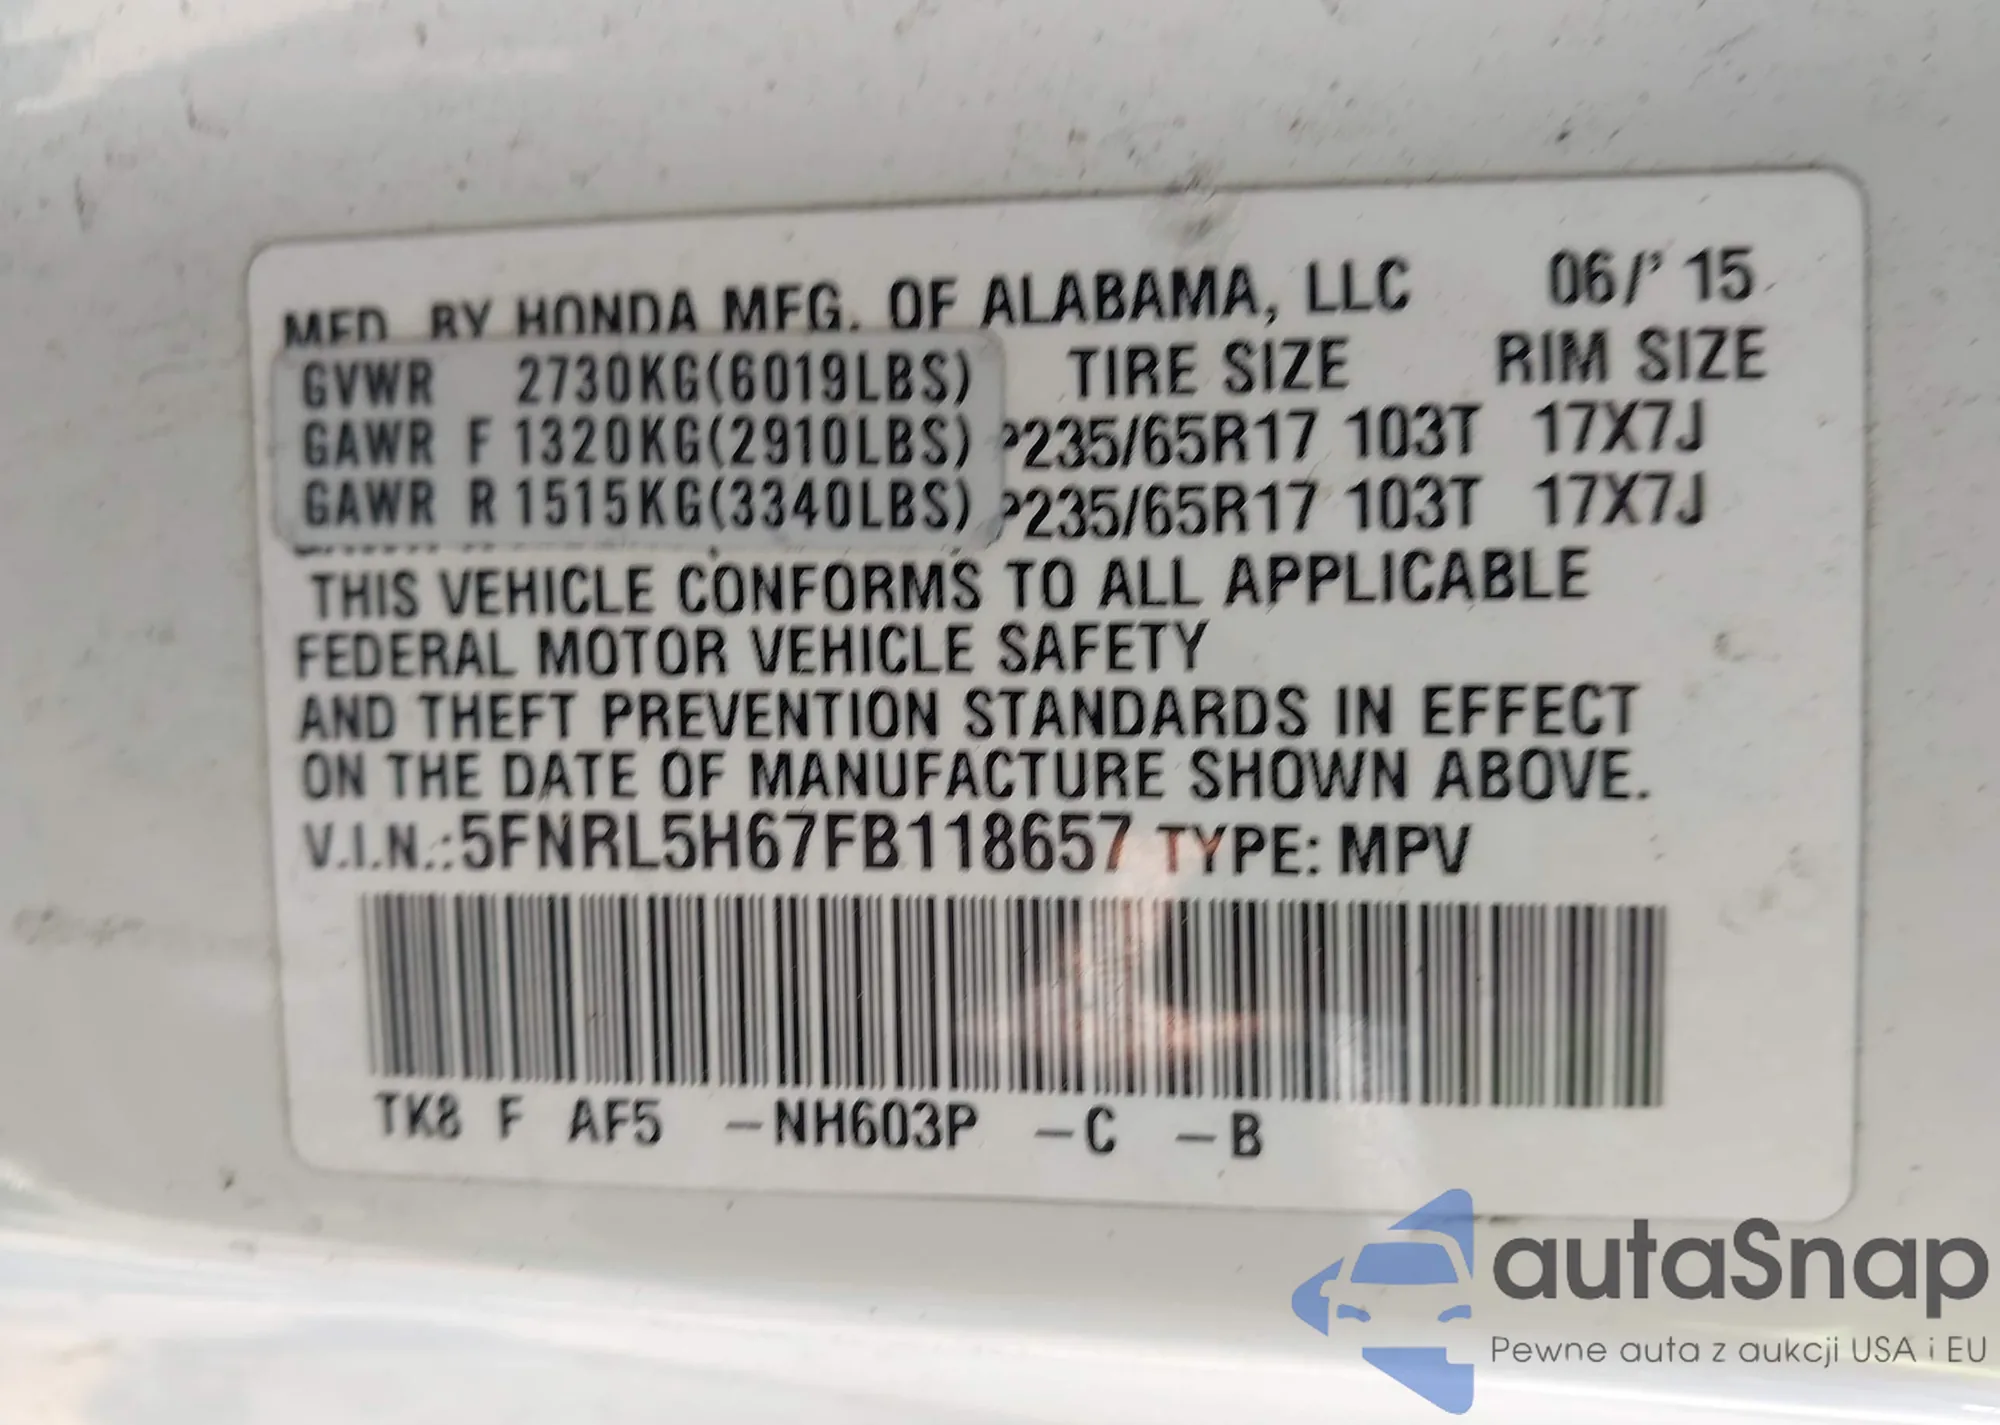 MFD. BY HONDA MFG. OF ALABAMA, LLC 06/' 15
GVWR 2730KG(6019LBS) TIRE SIZE RIM SIZE
GAWR F 1320KG(2910LBS) P235/65R17 103T 17X7J
GAWR R 1515KG(3340LBS) P235/65R17 103T 17X7J
THIS VEHICLE CONFORMS TO ALL APPLICABLE
FEDERAL MOTOR VEHICLE SAFETY
AND THEFT PREVENTION STANDARDS IN EFFECT
ON THE DATE OF MANUFACTURE SHOWN ABOVE.
V.I.N.:5FNRL5H67FB118657 TYPE: MPV
TK8 F AF5 -NH603P -C -B
autaSnap
Pewne auta z aukcji USA i EU